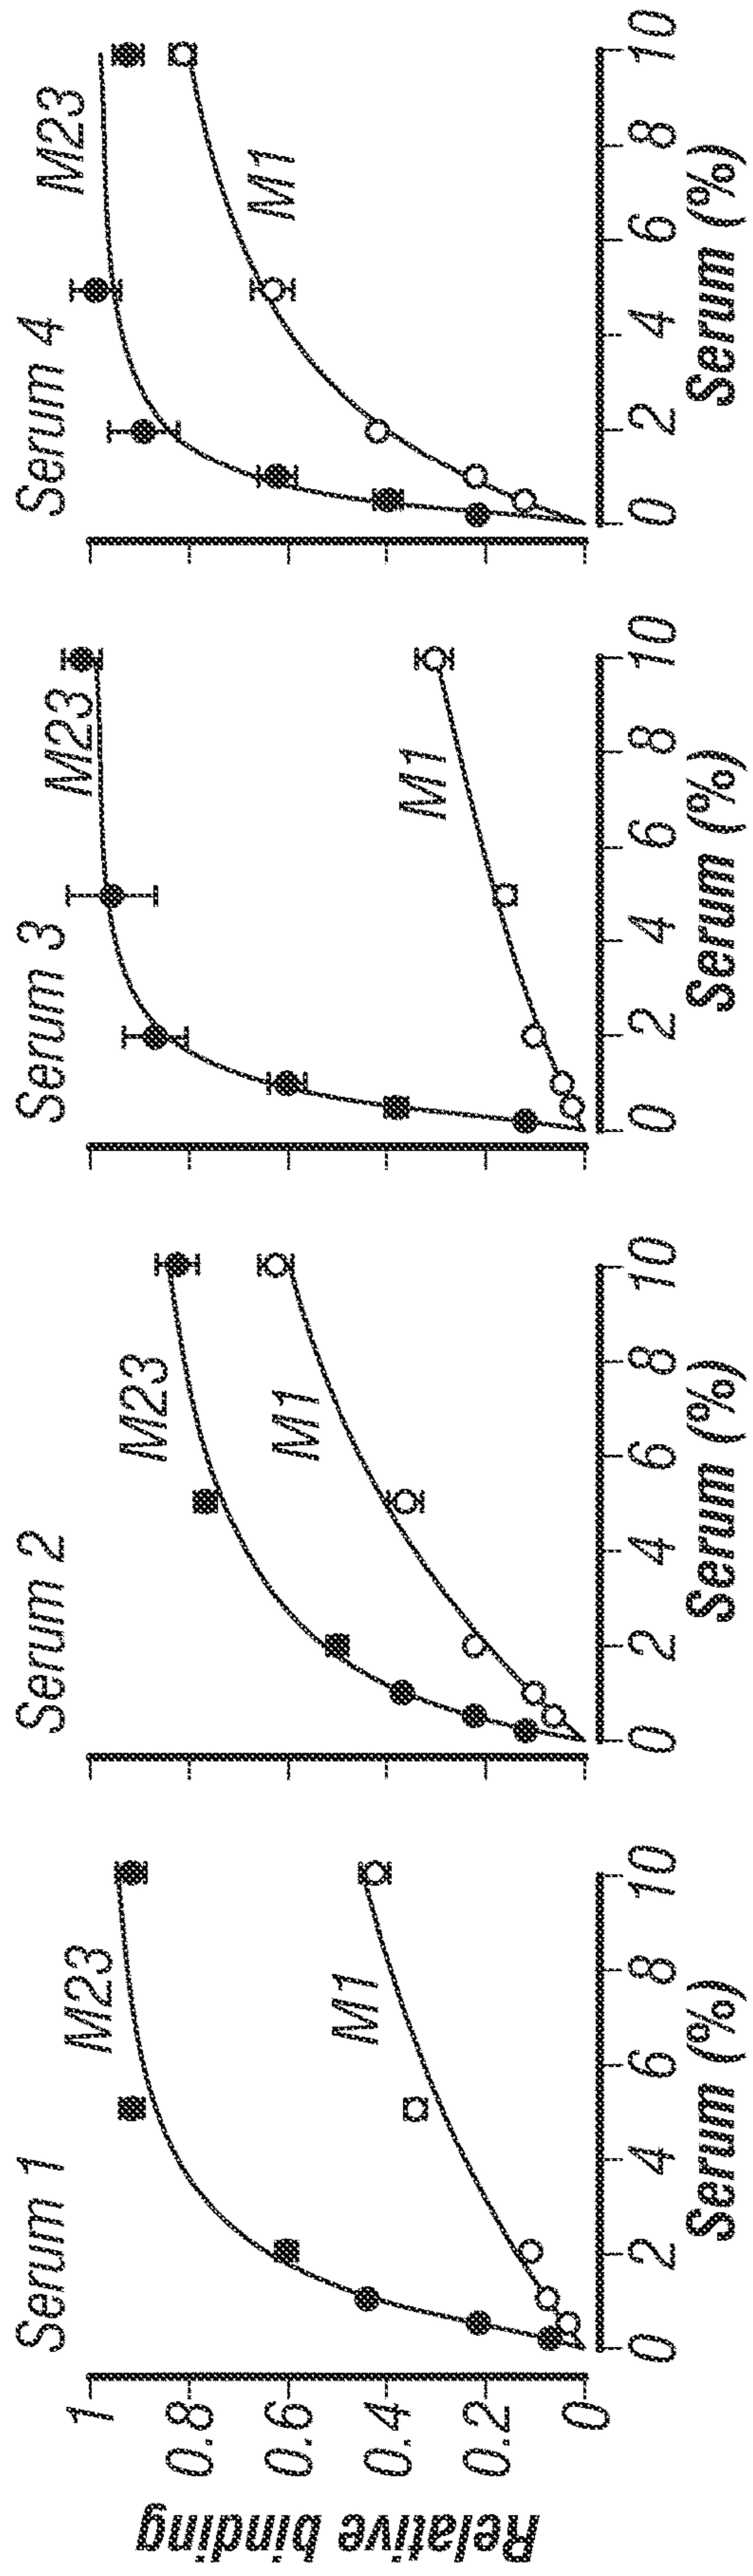 Serum 1
Relative binding
1
0.8
0.6
0.4
0.2
0
M23
M1
0 2 4 6 8 10
Serum (%)
Serum 2
M23
M1
0 2 4 6 8 10
Serum (%)
Serum 3
M23
M1
0 2 4 6 8 10
Serum (%)
Serum 4
M23
M1
0 2 4 6 8 10
Serum (%)